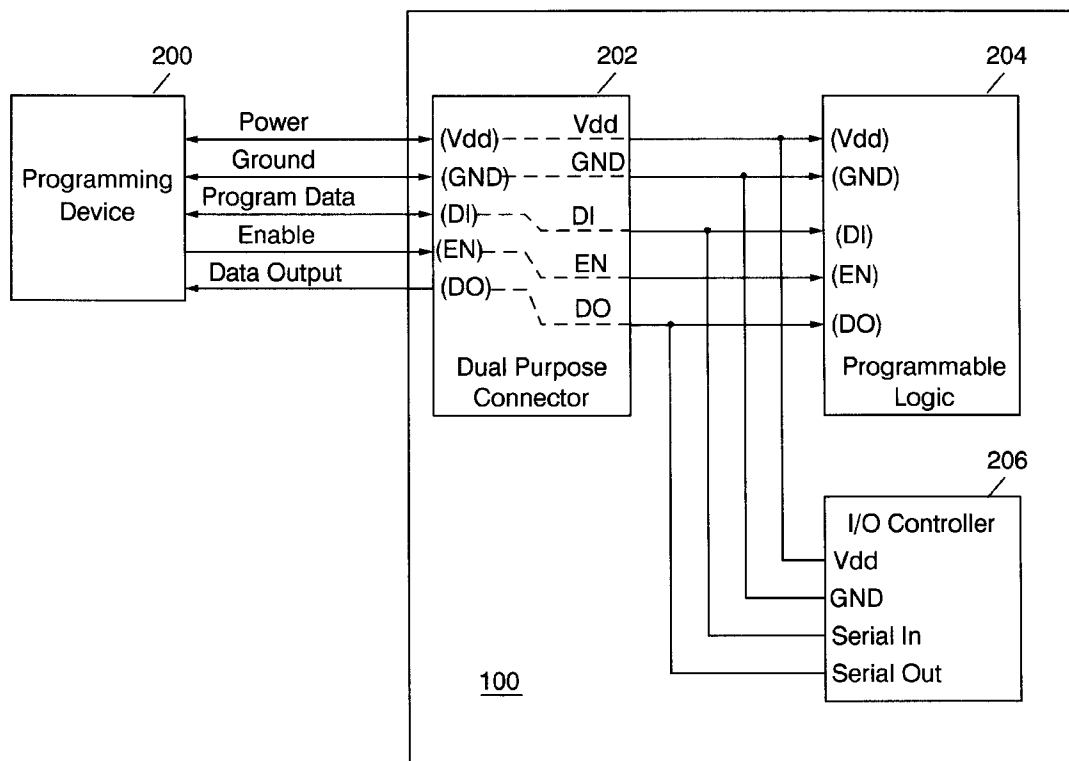 200
202
204
Programming
Device
Power
Ground
Program Data
Enable
Data Output
(Vdd)
(GND)
(DI)
(EN)
(DO)
Vdd
GND
DI
EN
DO
Dual Purpose
Connector
(Vdd)
(GND)
(DI)
(EN)
(DO)
Programmable
Logic
206
I/O Controller
Vdd
GND
Serial In
Serial Out
100